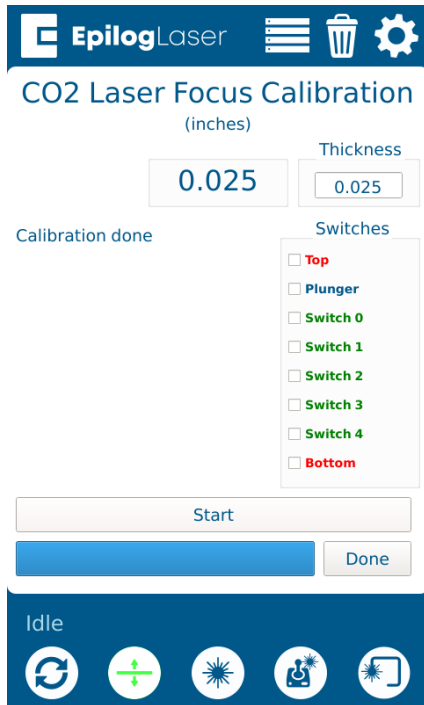 EpilogLaser
CO2 Laser Focus Calibration
(inches)
Thickness
0.025
0.025
Calibration done
Switches
Top
Plunger
Switch 0
Switch 1
Switch 2
Switch 3
Switch 4
Bottom
Start
Done
Idle